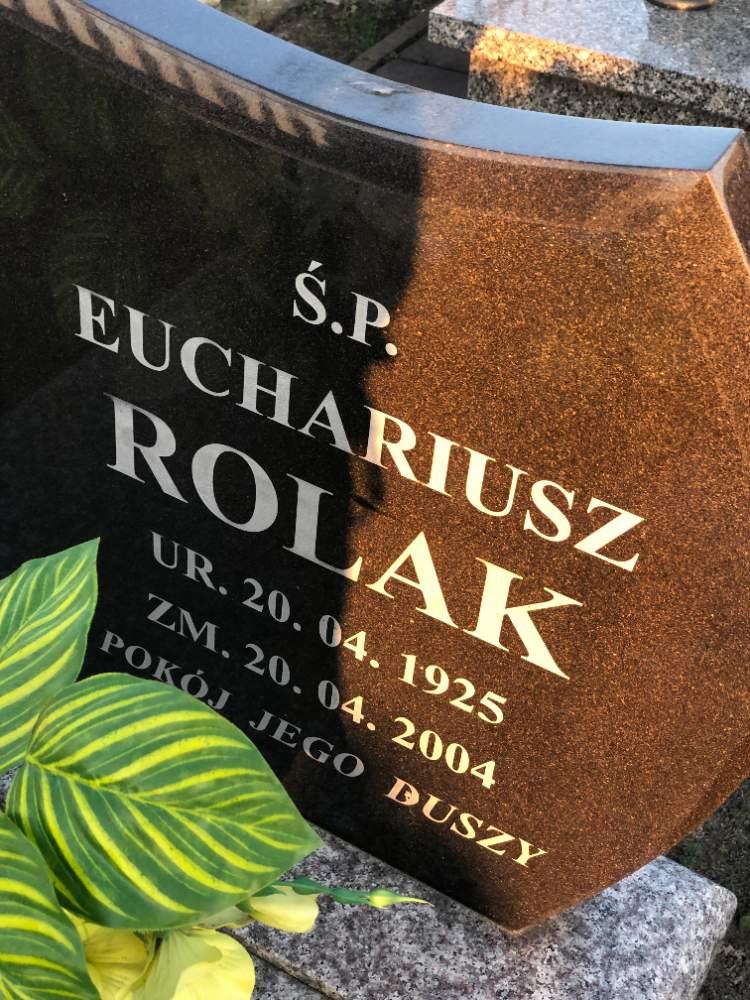 Ś.P.
EUCHARIUSZ
ROLAK
UR. 20. 04. 1925
ZM. 20. 04. 2004
POKÓJ JEGO DUSZY